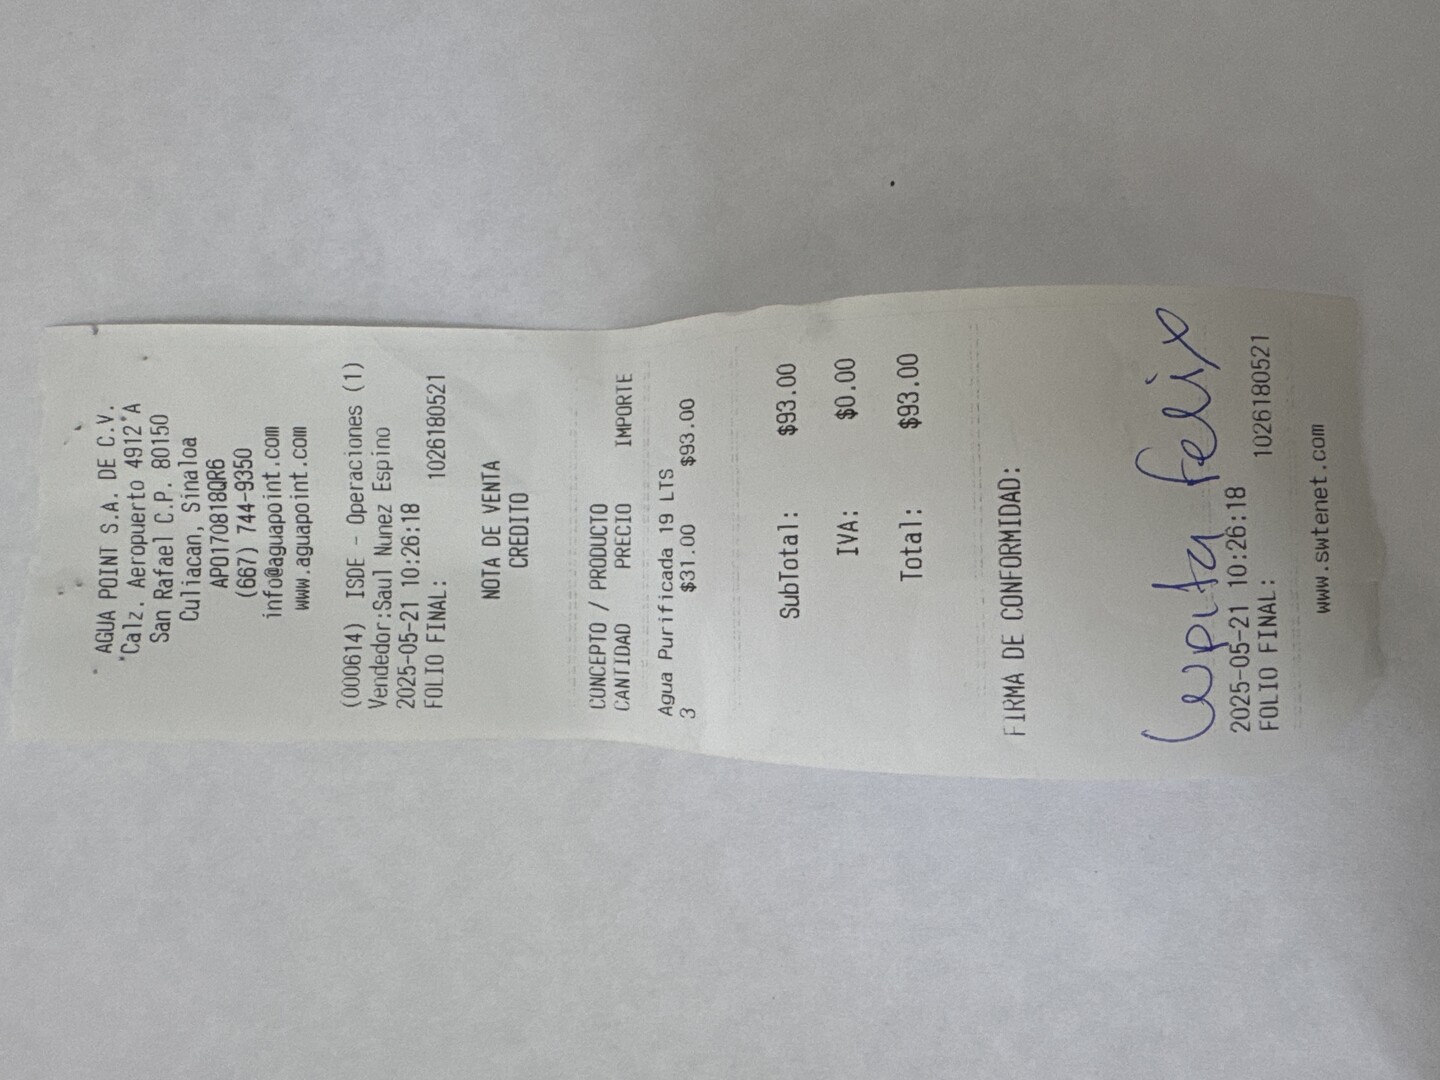 AGUA POINT S.A. DE C.V.
Calz. Aeropuerto 4912 A
San Rafael C.P. 80150
Culiacan, Sinaloa
APO170818QR6
(667) 744-9350
info@aguapoint.com
www.aguapoint.com
(000614) ISDE - Operaciones (1)
Vendedor:Saul Nunez Espino
2025-05-21 10:26:18
FOLIO FINAL: 1026180521
NOTA DE VENTA
CREDITO
CONCEPTO / PRODUCTO
CANTIDAD PRECIO IMPORTE
Agua Purificada 19 LTS
3 $31.00 $93.00
SubTotal: $93.00
IVA: $0.00
Total: $93.00
FIRMA DE CONFORMIDAD:
Lupita Felix
2025-05-21 10:26:18
FOLIO FINAL: 1026180521
www.swtenet.com